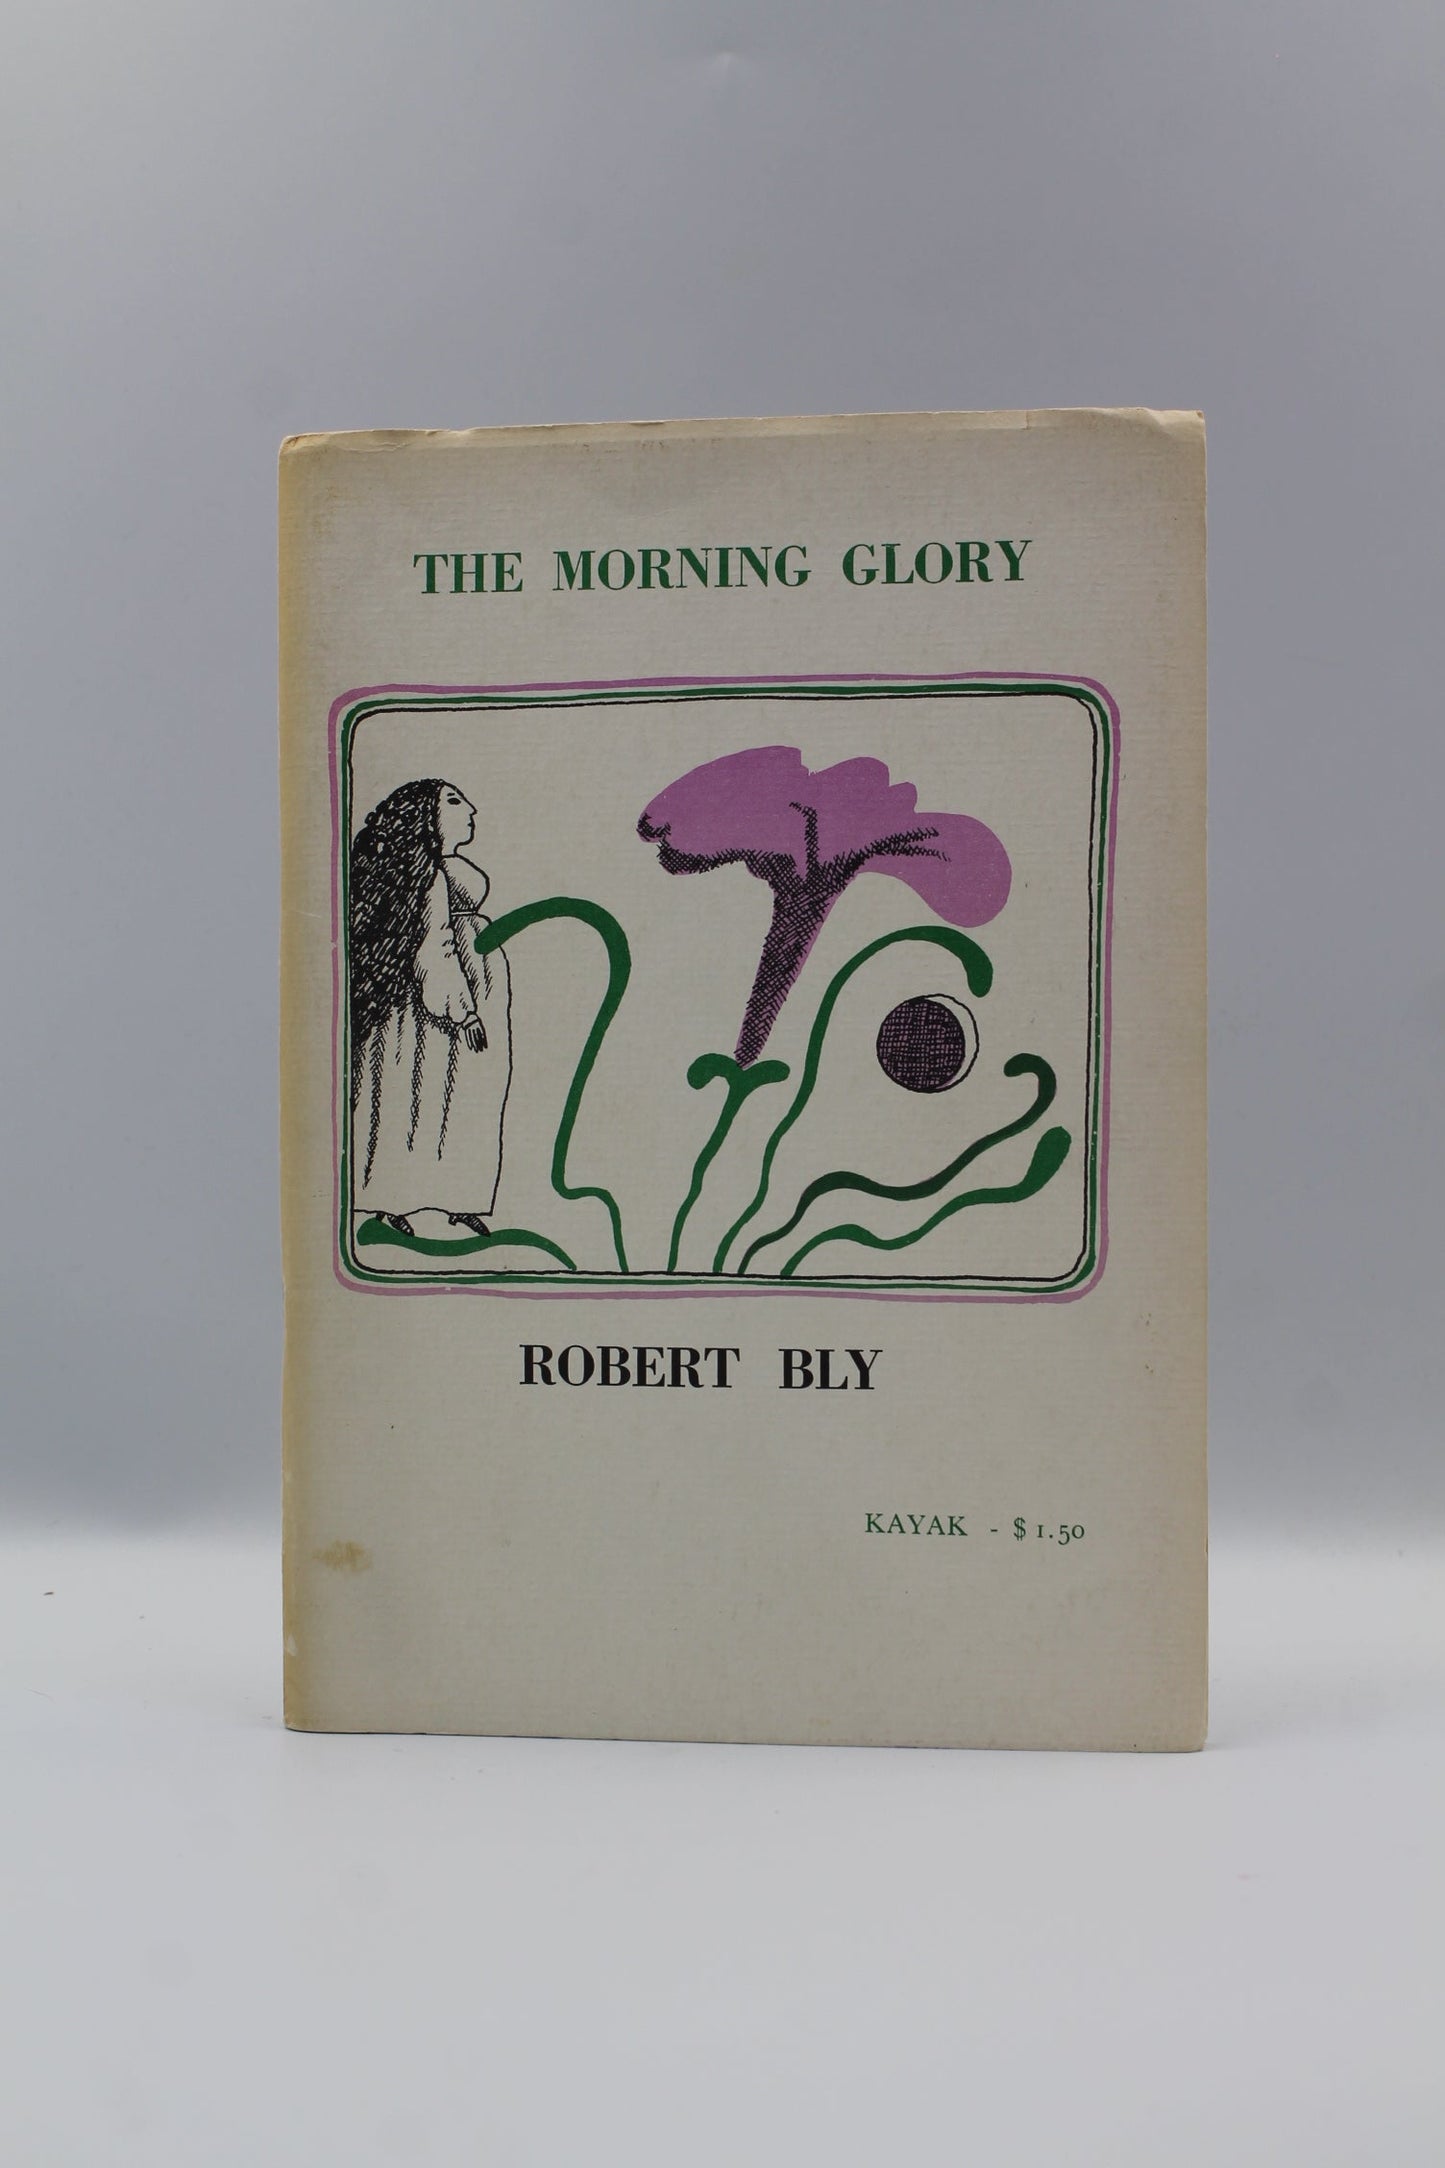 THE MORNING GLORY
ROBERT BLY
KAYAK - $ 1.50